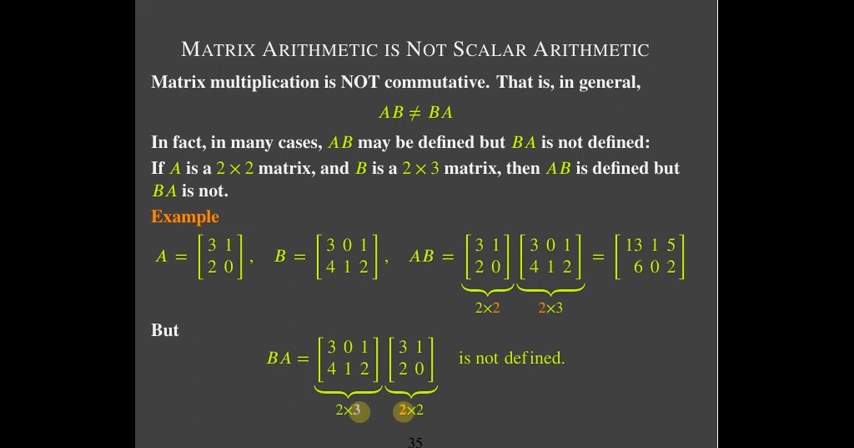 MATRIX ARITHMETIC IS NOT SCALAR ARITHMETIC
Matrix multiplication is NOT commutative. That is, in general,
AB ≠ BA
In fact, in many cases, AB may be defined but BA is not defined:
If A is a 2 × 2 matrix, and B is a 2 × 3 matrix, then AB is defined but
BA is not.
Example
A = [3 1; 2 0], B = [3 0 1; 4 1 2], AB = [3 1; 2 0] [3 0 1; 4 1 2] = [13 1 5; 6 0 2]
2×2 2×3
But
BA = [3 0 1; 4 1 2] [3 1; 2 0] is not defined.
2×3 2×2
35